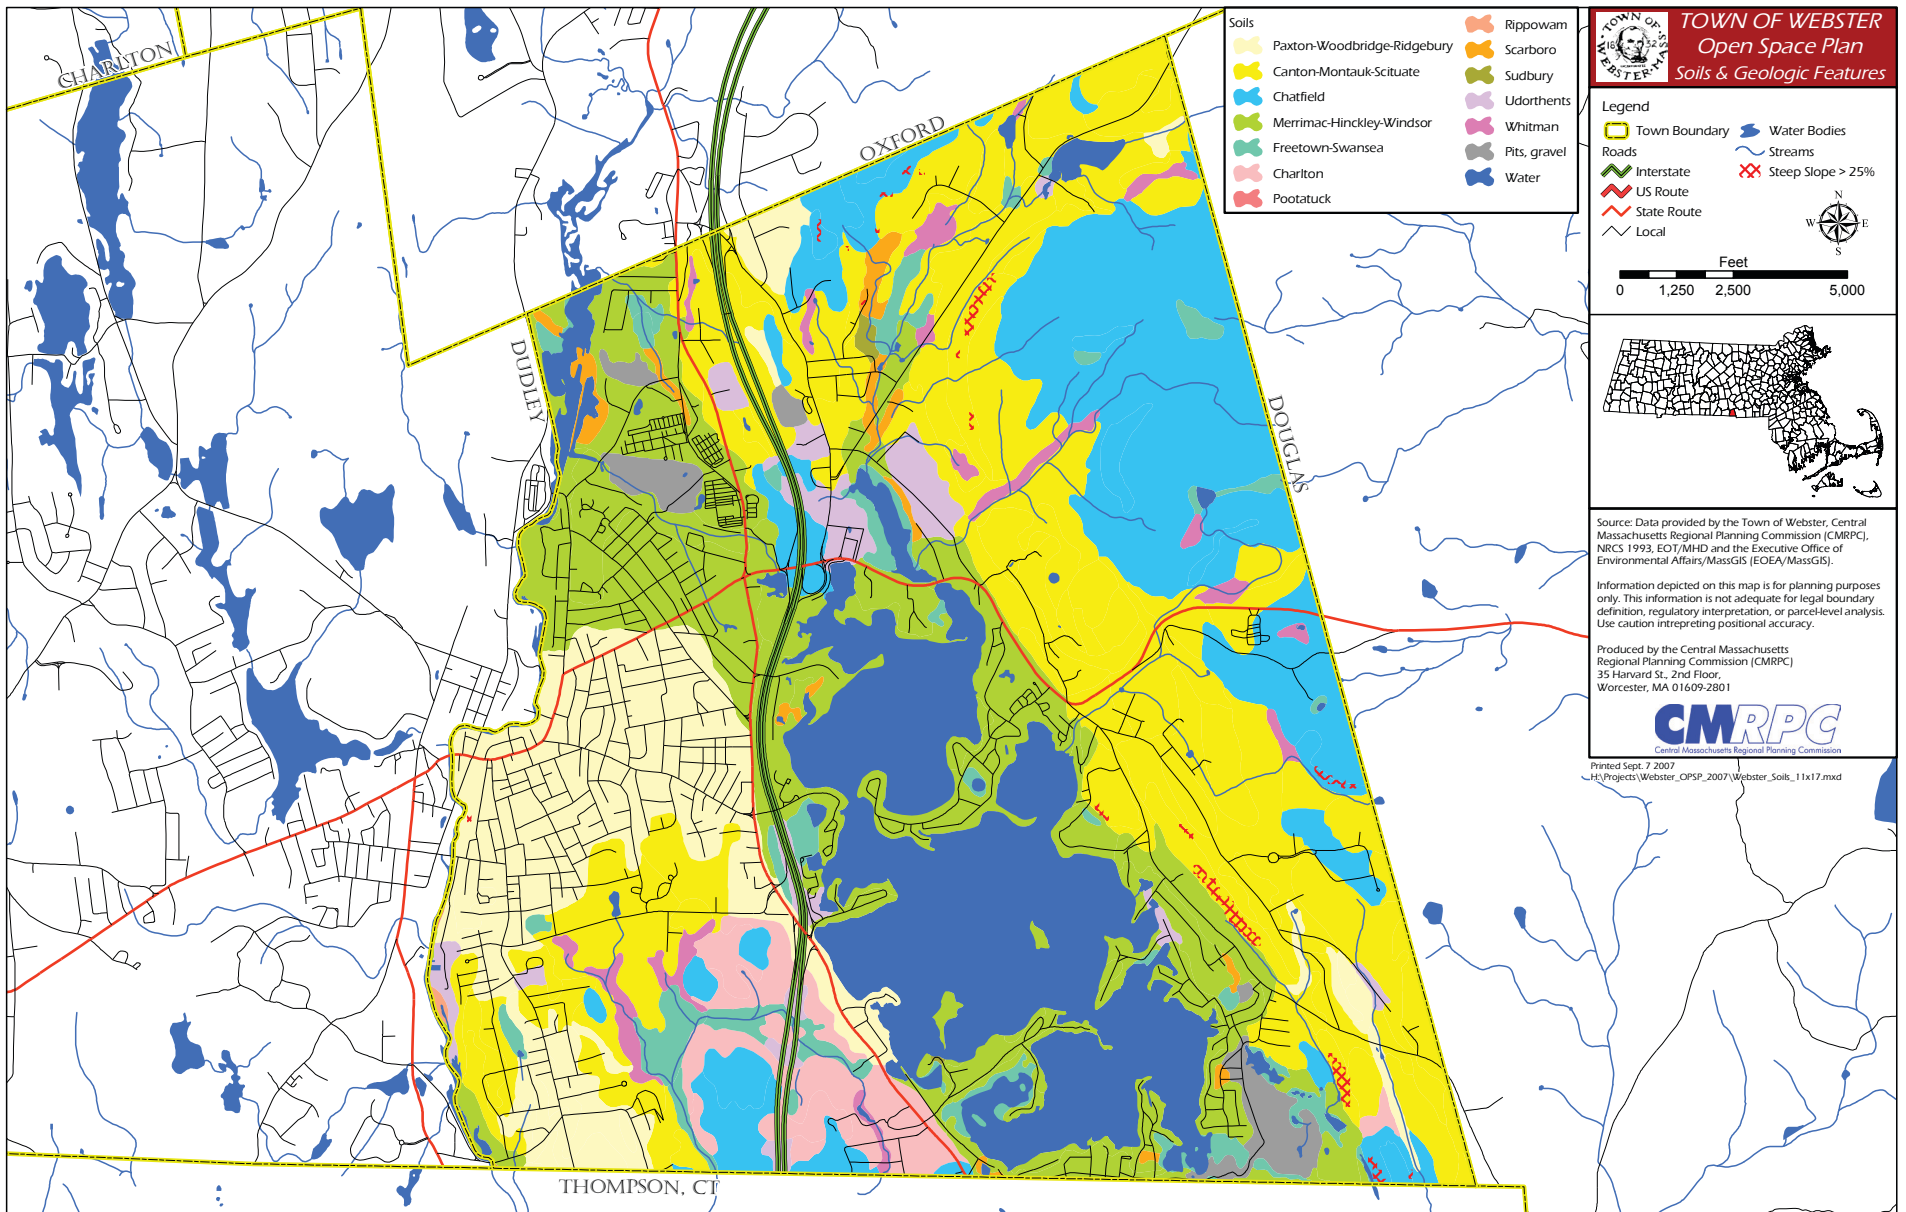 CHARLTON
OXFORD
DUDLEY
DOUGLAS
THOMPSON, CT
Soils
Paxton-Woodbridge-Ridgebury
Canton-Montauk-Scituate
Chatfield
Merrimac-Hinckley-Windsor
Freetown-Swansea
Charlton
Pootatuck
Rippowam
Scarboro
Sudbury
Udorthents
Whitman
Pits, gravel
Water
TOWN OF WEBSTER MASS
1832
TOWN OF WEBSTER
Open Space Plan
Soils & Geologic Features
Legend
Town Boundary
Roads
Interstate
US Route
State Route
Local
Water Bodies
Streams
Steep Slope > 25%
N
W E
S
Feet
0 1,250 2,500 5,000
Source: Data provided by the Town of Webster, Central
Massachusetts Regional Planning Commission (CMRPC),
NRCS 1993, EOT/MHD and the Executive Office of
Environmental Affairs/MassGIS (EOEA/MassGIS).
Information depicted on this map is for planning purposes
only. This information is not adequate for legal boundary
definition, regulatory interpretation, or parcel-level analysis.
Use caution intrepreting positional accuracy.
Produced by the Central Massachusetts
Regional Planning Commission (CMRPC)
35 Harvard St., 2nd Floor,
Worcester, MA 01609-2801
CMRPC
Central Massachusetts Regional Planning Commission
Printed Sept. 7 2007
H:\Projects\Webster_OPSP_2007\Webster_Soils_11x17.mxd